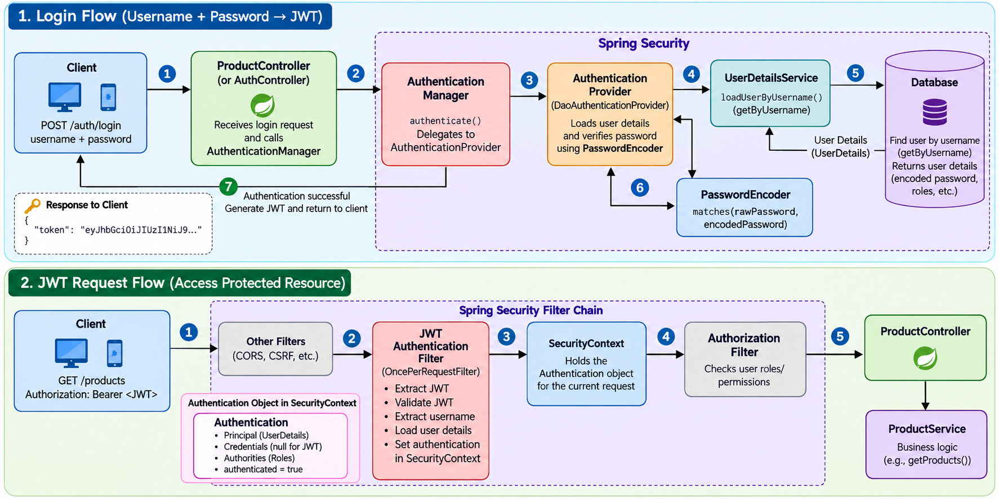 1. Login Flow (Username + Password → JWT)
Spring Security
Client
POST /auth/login
username + password
1
ProductController
(or AuthController)
Receives login request
and calls
AuthenticationManager
2
Authentication
Manager
authenticate()
Delegates to
AuthenticationProvider
3
Authentication
Provider
(DaoAuthenticationProvider)
Loads user details
and verifies password
using PasswordEncoder
4
UserDetailsService
loadUserByUsername()
(getByUsername)
5
Database
Find user by username
(getByUsername)
Returns user details
(encoded password,
roles, etc.)
User Details
(UserDetails)
6
PasswordEncoder
matches(rawPassword,
encodedPassword)
7
Authentication successful
Generate JWT and return to client
Response to Client
{
"token": "eyJhbGciOiJIUzI1NiJ9..."
}
2. JWT Request Flow (Access Protected Resource)
Spring Security Filter Chain
Client
GET /products
Authorization: Bearer <JWT>
1
Other Filters
(CORS, CSRF, etc.)
2
JWT
Authentication
Filter
(OncePerRequestFilter)
• Extract JWT
• Validate JWT
• Extract username
• Load user details
• Set authentication
in SecurityContext
3
SecurityContext
Holds the
Authentication object
for the current request
4
Authorization
Filter
Checks user roles/
permissions
5
ProductController
ProductService
Business logic
(e.g., getProducts())
Authentication Object in SecurityContext
Authentication
• Principal (UserDetails)
• Credentials (null for JWT)
• Authorities (Roles)
• authenticated = true